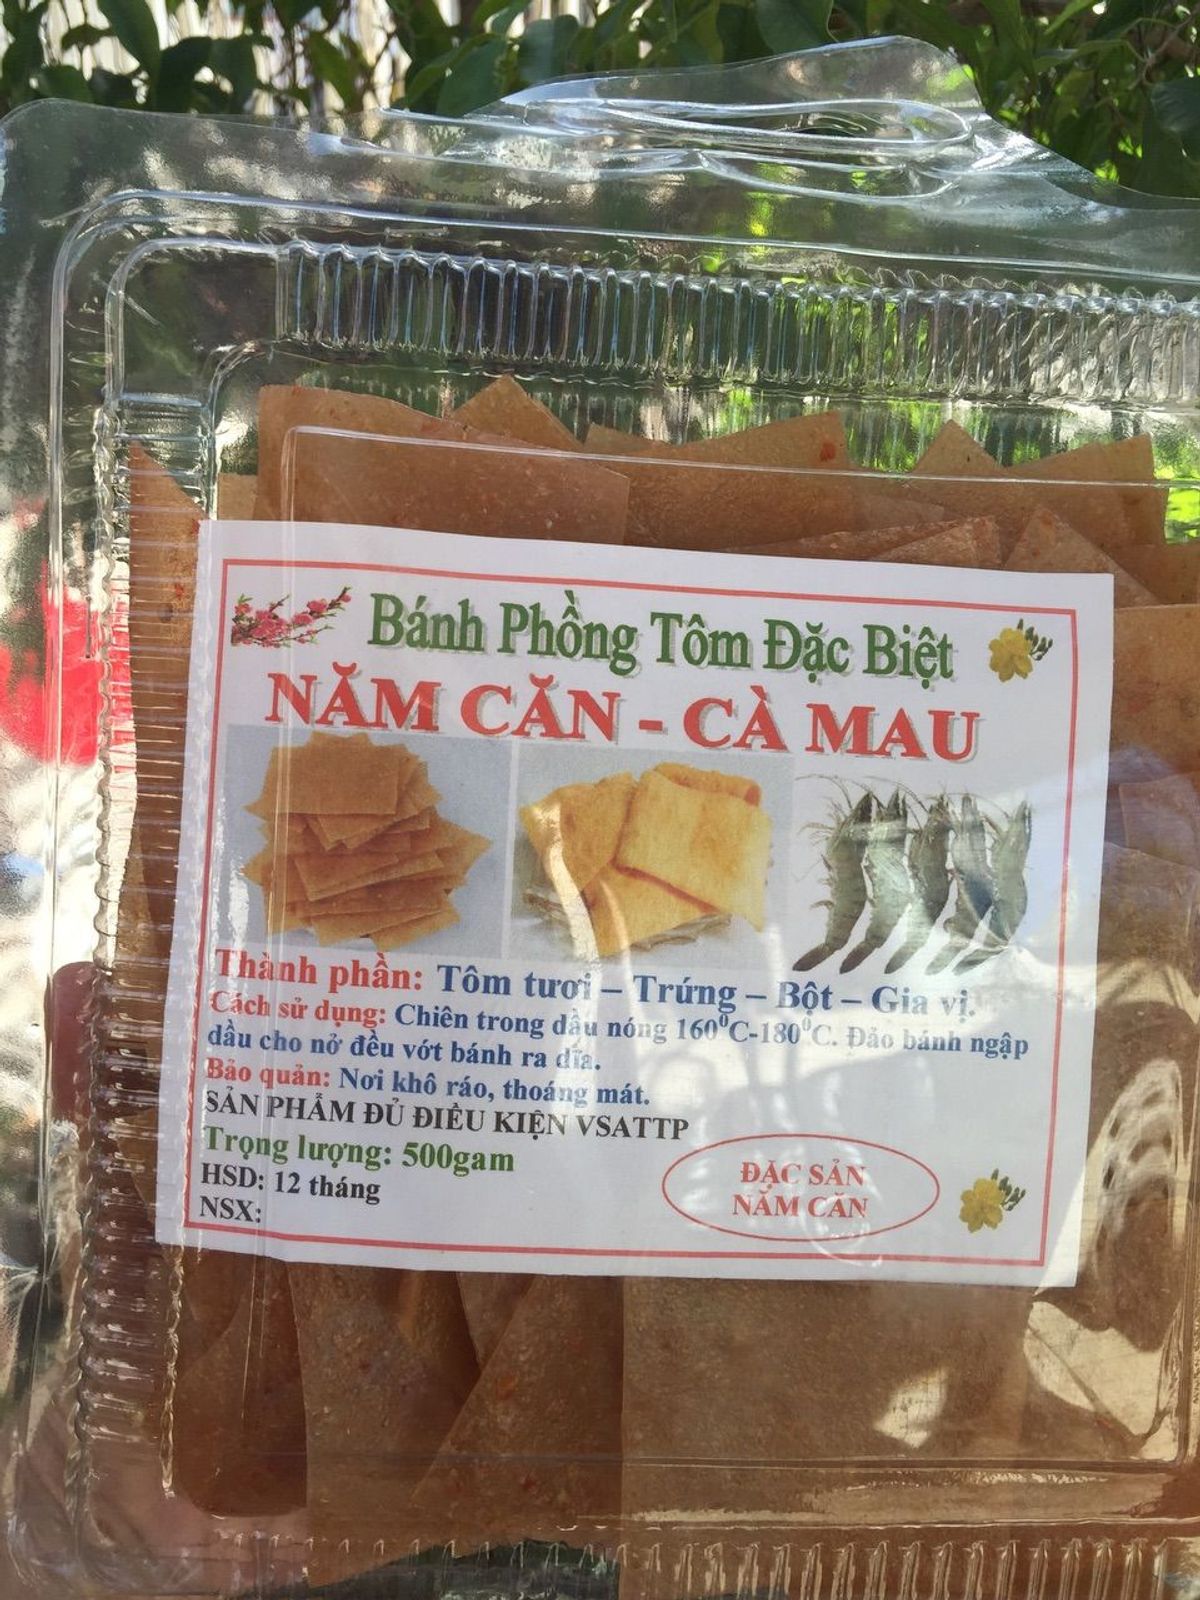 Bánh Phồng Tôm Đặc Biệt
NĂM CĂN - CÀ MAU
Thành phần: Tôm tươi – Trứng – Bột – Gia vị.
Cách sử dụng: Chiên trong dầu nóng 160⁰C-180⁰C. Đảo bánh ngập
dầu cho nở đều vớt bánh ra dĩa.
Bảo quản: Nơi khô ráo, thoáng mát.
SẢN PHẨM ĐỦ ĐIỀU KIỆN VSATTP
Trọng lượng: 500gam
HSD: 12 tháng
NSX:
ĐẶC SẢN
NĂM CĂN